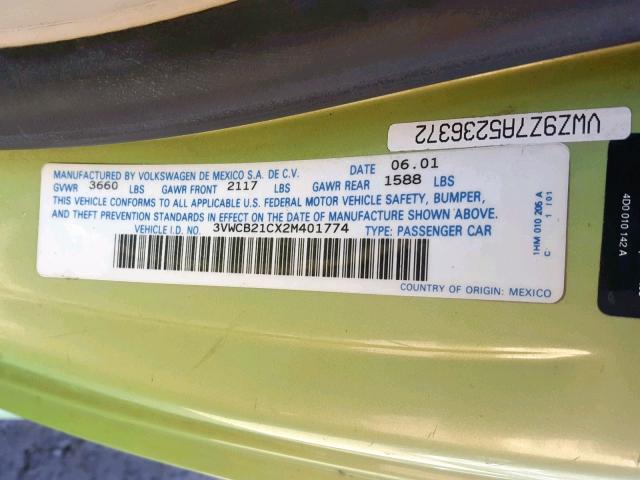 VWZ9Z7A5236372
MANUFACTURED BY VOLKSWAGEN DE MEXICO S.A. DE C.V. DATE 06.01
GVWR 3660 LBS GAWR FRONT 2117 LBS GAWR REAR 1588 LBS
THIS VEHICLE CONFORMS TO ALL APPLICABLE U.S. FEDERAL MOTOR VEHICLE SAFETY, BUMPER,
AND THEFT PREVENTION STANDARDS IN EFFECT ON THE DATE OF MANUFACTURE SHOWN ABOVE.
VEHICLE I.D. NO. 3VWCB21CX2M401774 TYPE: PASSENGER CAR
COUNTRY OF ORIGIN: MEXICO
1HM 010 206 A
C 1 1 01
4D0 010 142 A